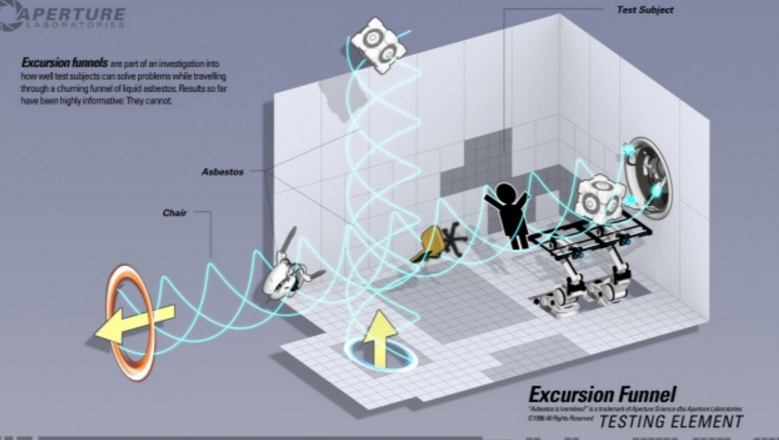 APERTURE
LABORATORIES
Test Subject
Excursion funnels are part of an investigation into
how well test subjects can solve problems while travelling
through a churning funnel of liquid asbestos. Results so far
have been highly informative: They cannot.
Asbestos
Chair
Excursion Funnel
"Asbestos is harmless!" is a trademark of Aperture Science dba Aperture Laboratories
©1998 All Rights Reserved
TESTING ELEMENT